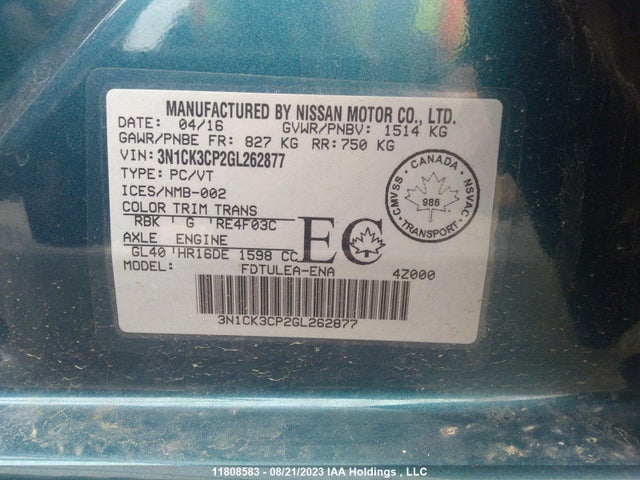 MANUFACTURED BY NISSAN MOTOR CO., LTD.
DATE: 04/16 GVWR/PNBV: 1514 KG
GAWR/PNBE FR: 827 KG RR: 750 KG
VIN: 3N1CK3CP2GL262877
TYPE: PC/VT
ICES/NMB-002
COLOR TRIM TRANS
RBK ' G 'RE4F03C
AXLE ENGINE
GL40 'HR16DE 1598 CC
MODEL: FDTULEA-ENA 4Z000
EC
CANADA
CMVSS
NSVAC
986
TRANSPORT
3N1CK3CP2GL262877
11808583 - 08/21/2023 IAA Holdings , LLC